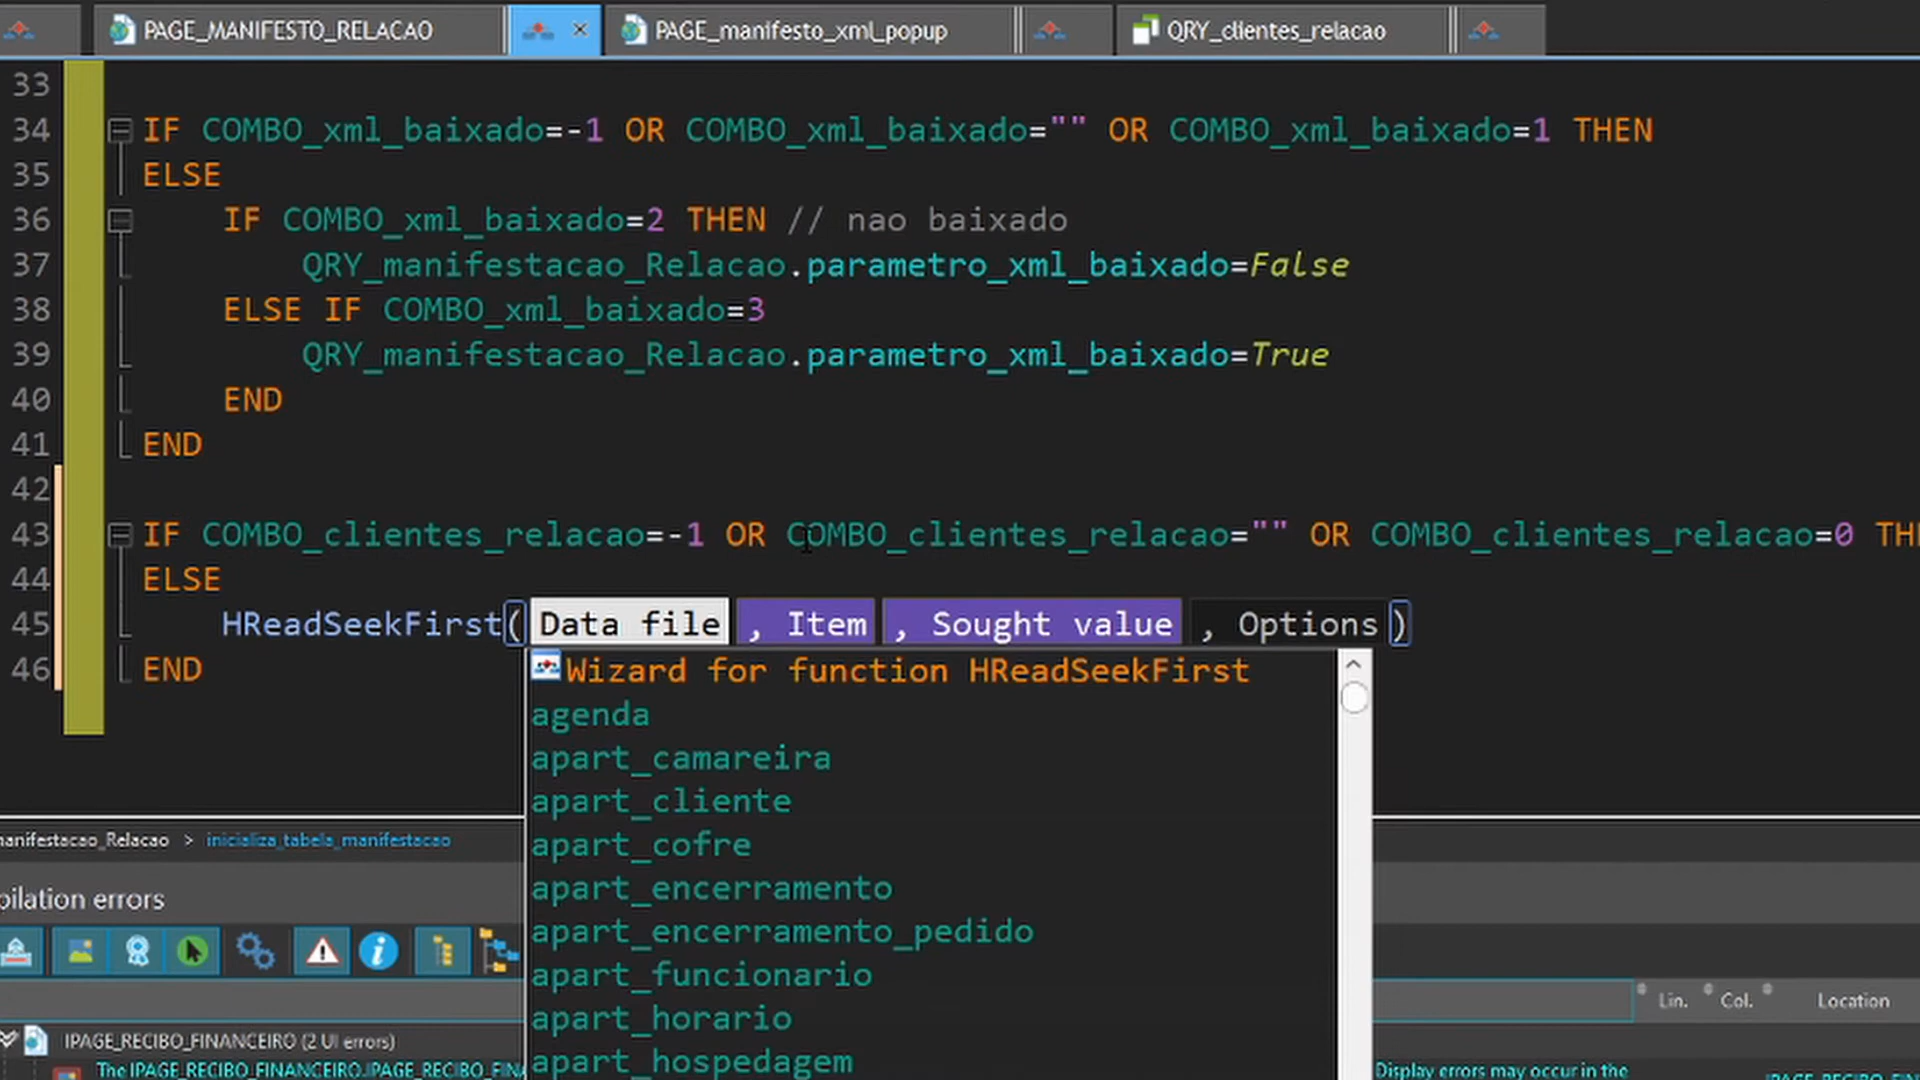 PAGE_MANIFESTO_RELACAO PAGE_manifesto_xml_popup QRY_clientes_relacao
33
34 IF COMBO_xml_baixado=-1 OR COMBO_xml_baixado="" OR COMBO_xml_baixado=1 THEN
35 ELSE
36 IF COMBO_xml_baixado=2 THEN // nao baixado
37 QRY_manifestacao_Relacao.parametro_xml_baixado=False
38 ELSE IF COMBO_xml_baixado=3
39 QRY_manifestacao_Relacao.parametro_xml_baixado=True
40 END
41 END
42
43 IF COMBO_clientes_relacao=-1 OR COMBO_clientes_relacao="" OR COMBO_clientes_relacao=0 TH
44 ELSE
45 HReadSeekFirst( Data file , Item , Sought value , Options )
46 END
Wizard for function HReadSeekFirst
agenda
apart_camareira
apart_cliente
apart_cofre
apart_encerramento
apart_encerramento_pedido
apart_funcionario
apart_horario
apart_hospedagem
anifestacao_Relacao > inicializa_tabela_manifestacao
pilation errors
Lin. Col. Location
IPAGE_RECIBO_FINANCEIRO (2 UI errors)
The IPAGE_RECIBO_FINANCEIRO.IPAGE_RECIBO_FINAN Display errors may occur in the